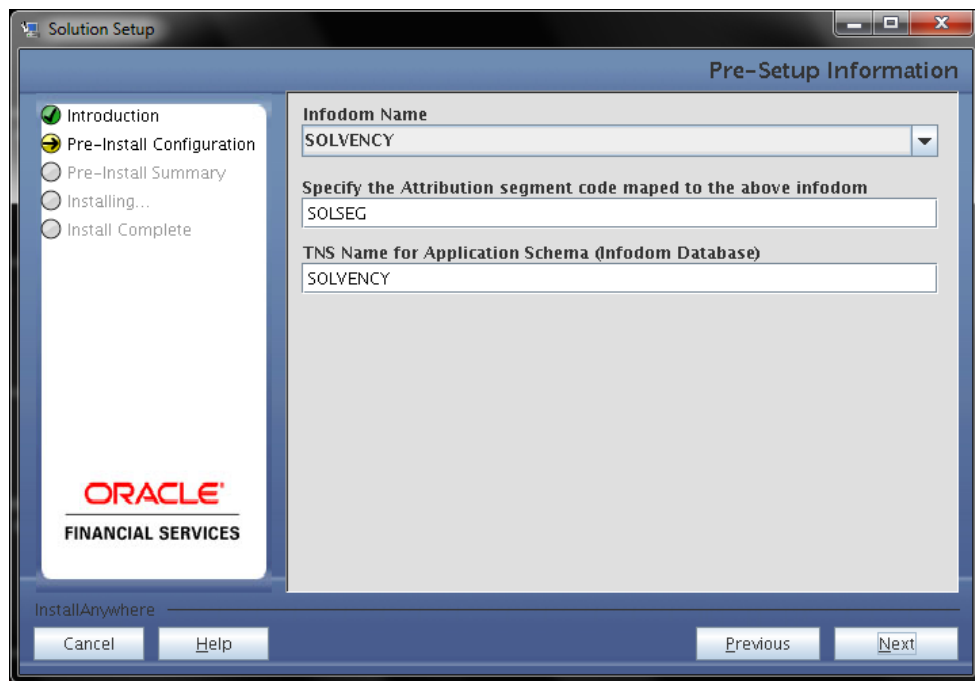 Solution Setup
Pre-Setup Information
Introduction
Pre-Install Configuration
Pre-Install Summary
Installing...
Install Complete
Infodom Name
SOLVENCY
Specify the Attribution segment code maped to the above infodom
SOLSEG
TNS Name for Application Schema (Infodom Database)
SOLVENCY
ORACLE'
FINANCIAL SERVICES
InstallAnywhere
Cancel Help Previous Next